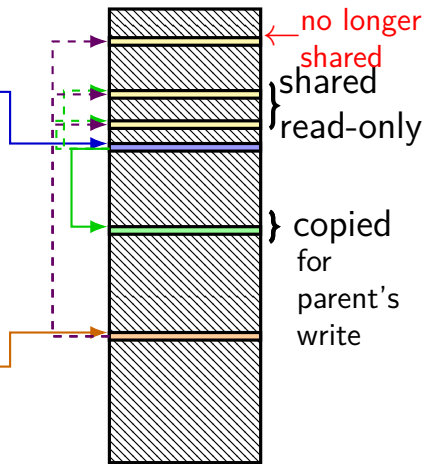 no longer
shared
shared
read-only
copied
for
parent's
write